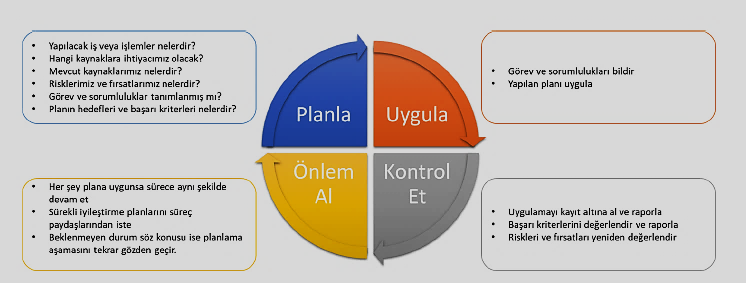 • Yapılacak iş veya işlemler nelerdir?
• Hangi kaynaklara ihtiyacımız olacak?
• Mevcut kaynaklarımız nelerdir?
• Risklerimiz ve fırsatlarımız nelerdir?
• Görev ve sorumluluklar tanımlanmış mı?
• Planın hedefleri ve başarı kriterleri nelerdir?
Planla
Uygula
• Görev ve sorumlulukları bildir
• Yapılan planı uygula
• Her şey plana uygunsa sürece aynı şekilde
devam et
• Sürekli iyileştirme planlarını süreç
paydaşlarından iste
• Beklenmeyen durum söz konusu ise planlama
aşamasını tekrar gözden geçir.
Önlem
Al
Kontrol
Et
• Uygulamayı kayıt altına al ve raporla
• Başarı kriterlerini değerlendir ve raporla
• Riskleri ve fırsatları yeniden değerlendir